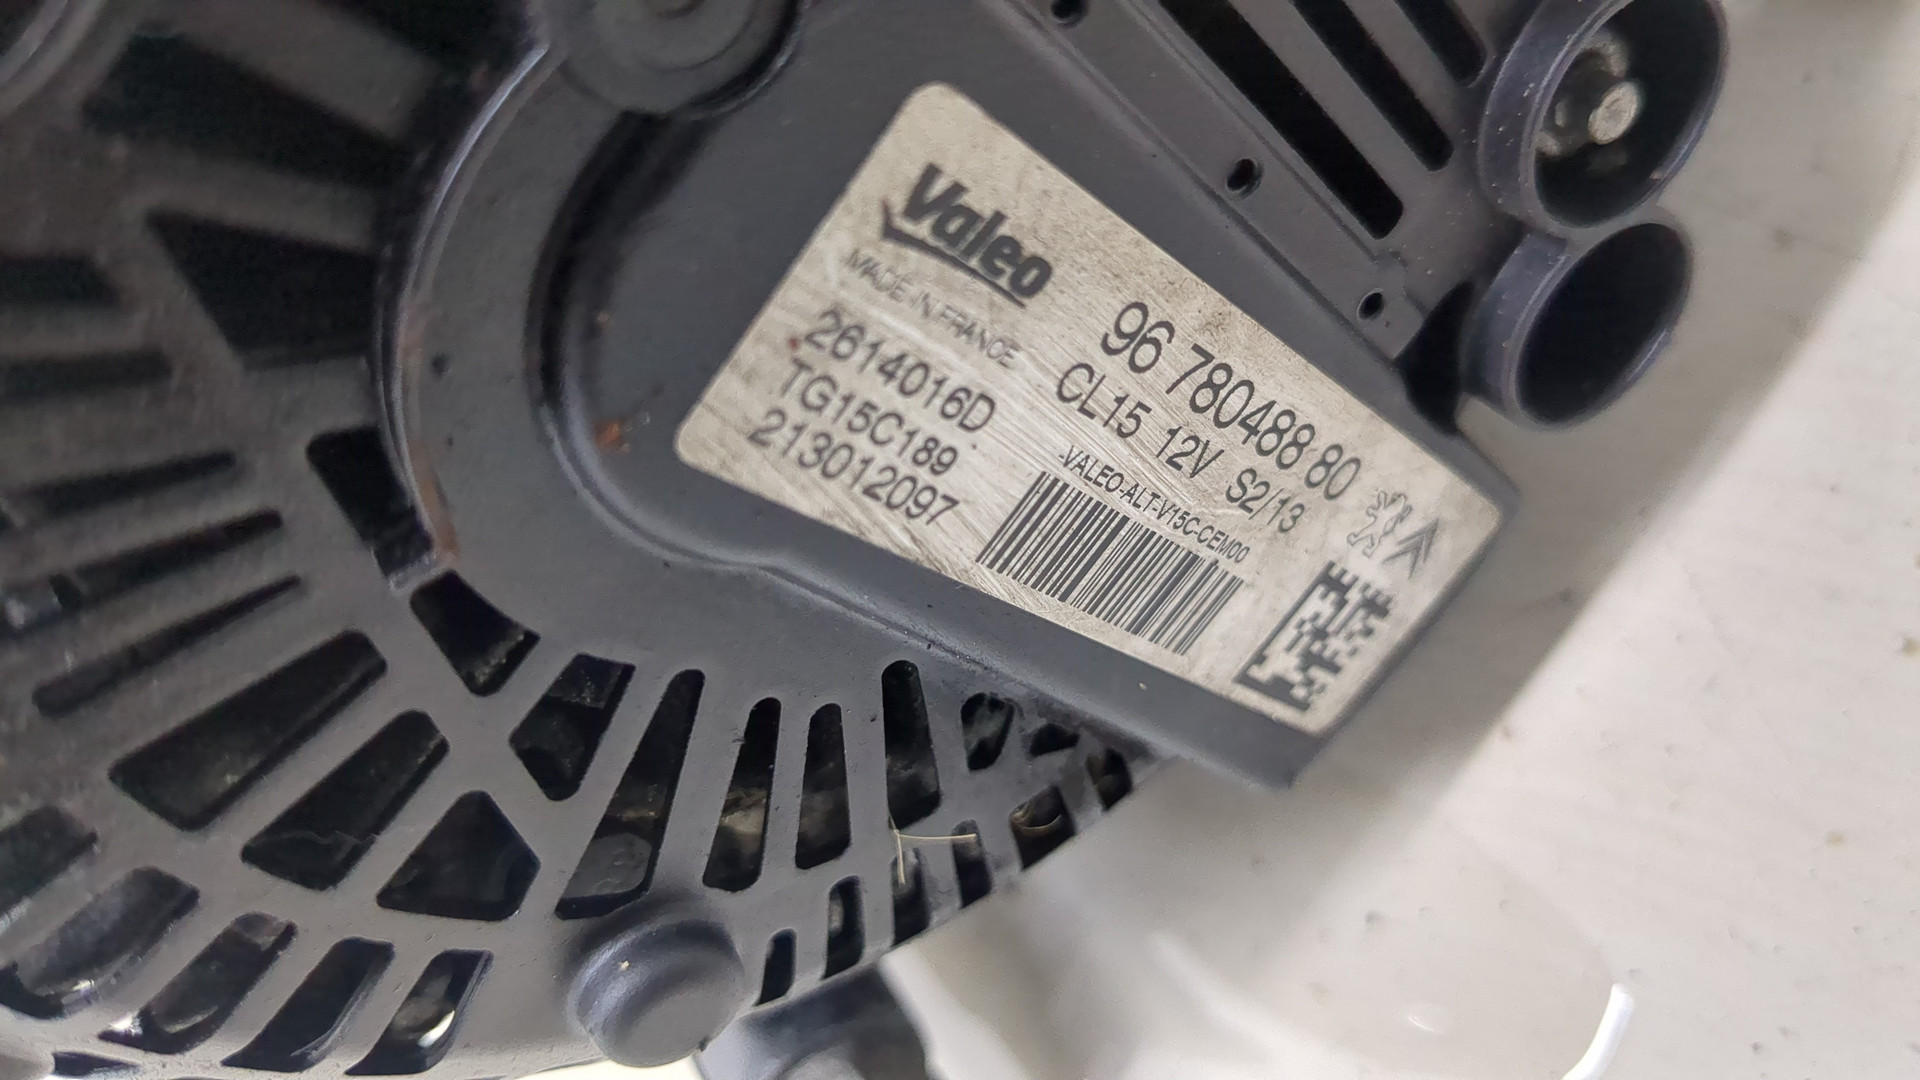 Valeo
MADE IN FRANCE
2614016D
TG15C189
213012097
96 780488 80
CL15 12V S2/13
-VALEO-ALT-V15C-CEM00